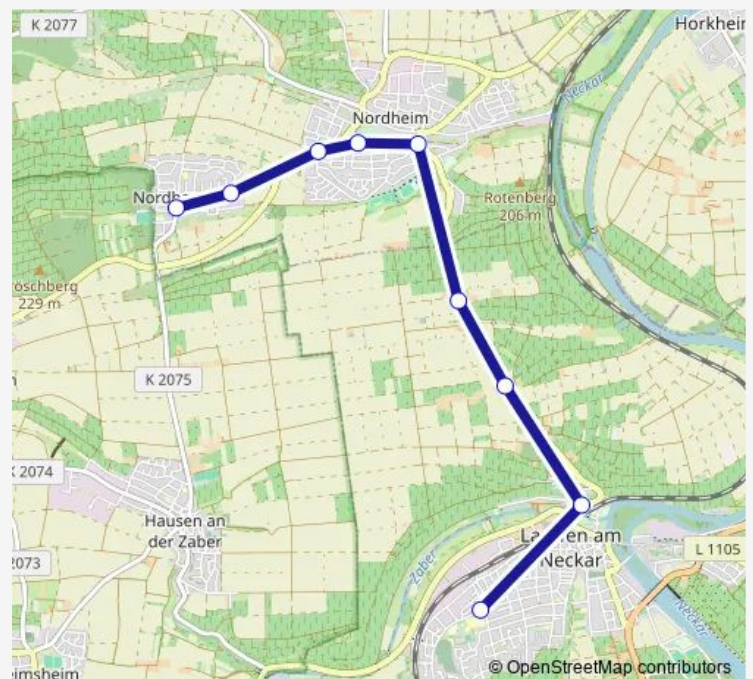 K 2077
Horkheim
Neckar
Nordheim
Rotenberg
206 m
229 m
K 2075
K 2074
Hausen an
der Zaber
Zaber
am
Neckar
L 1105
2073
Neckar
© OpenStreetMap contributors